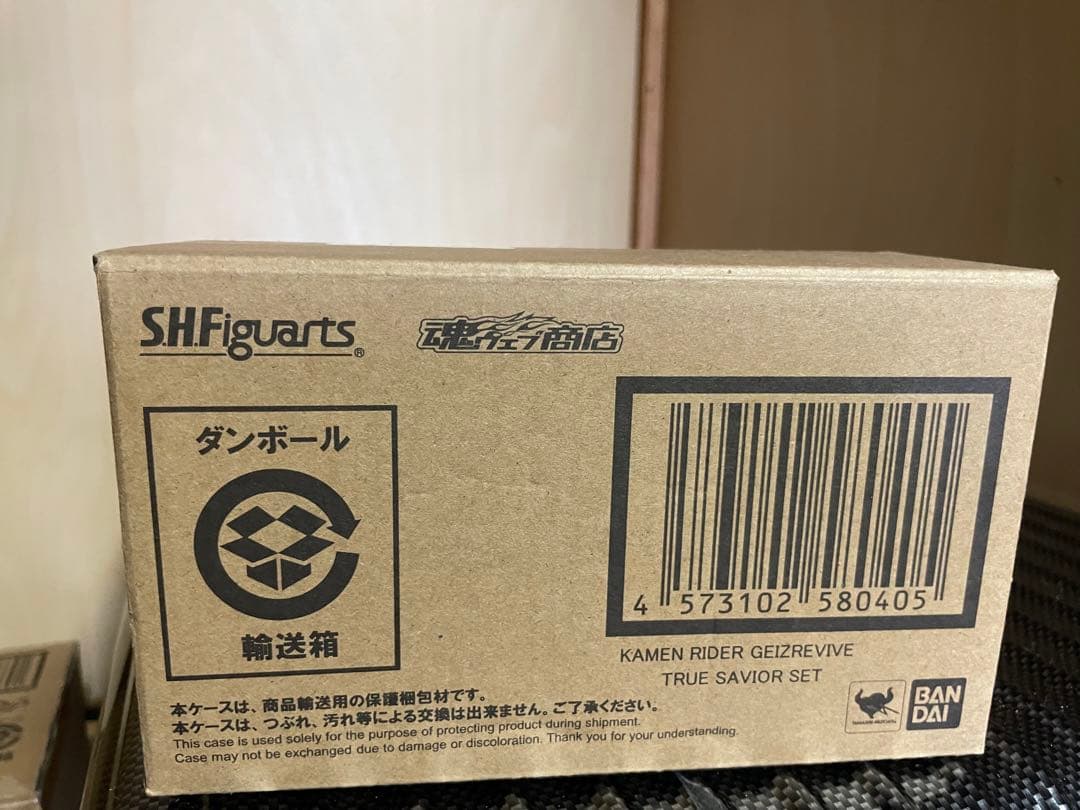 S.H.Figuarts®
魂ウェブ商店
ダンボール
輸送箱
4 573102 580405
KAMEN RIDER GEIZREVIVE
TRUE SAVIOR SET
本ケースは、商品輸送用の保護梱包材です。
本ケースは、つぶれ、汚れ等による交換は出来ません。ご了承ください。
This case is used solely for the purpose of protecting product during shipment.
Case may not be exchanged due to damage or discoloration. Thank you for your understanding.
BAN
DAI